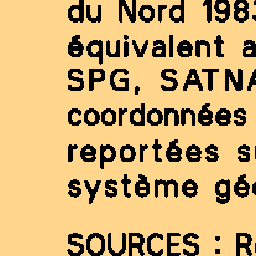 du Nord 198
équivalent
SPG, SATNA
coordonnées
reportées
système gé
SOURCES : R